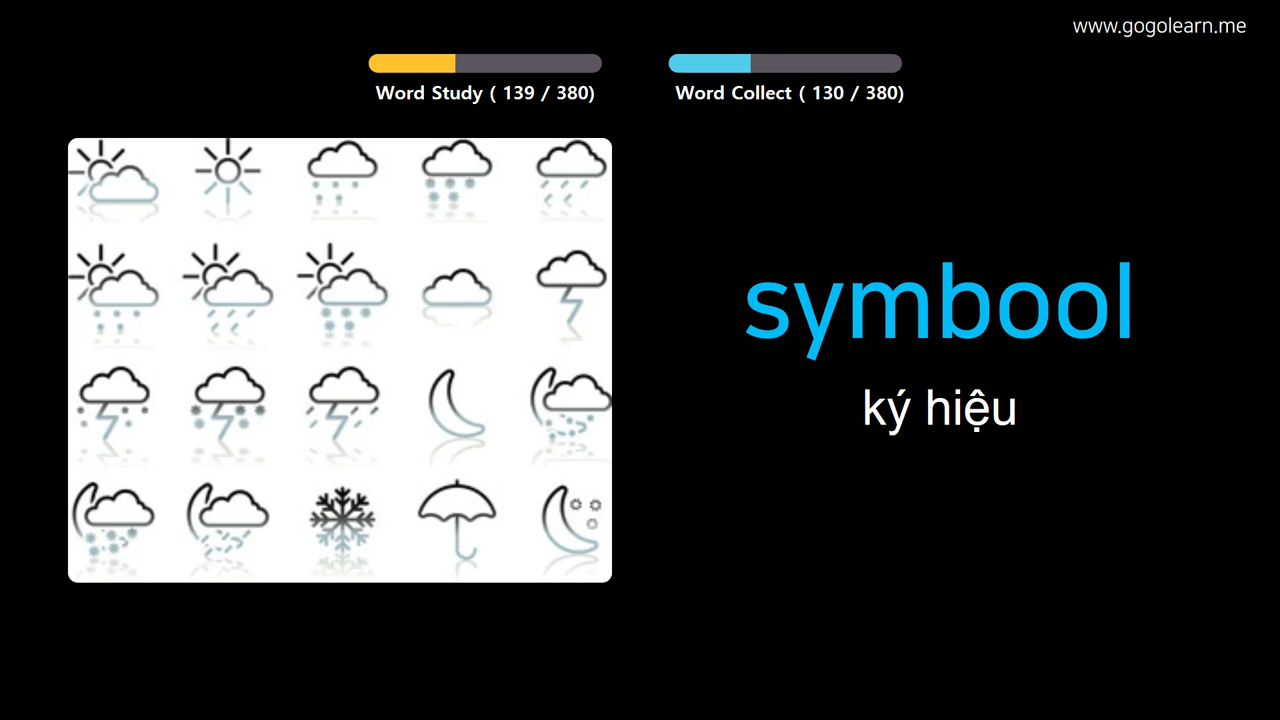 www.gogolearn.me
Word Study ( 139 / 380)
Word Collect ( 130 / 380)
symbool
ký hiệu